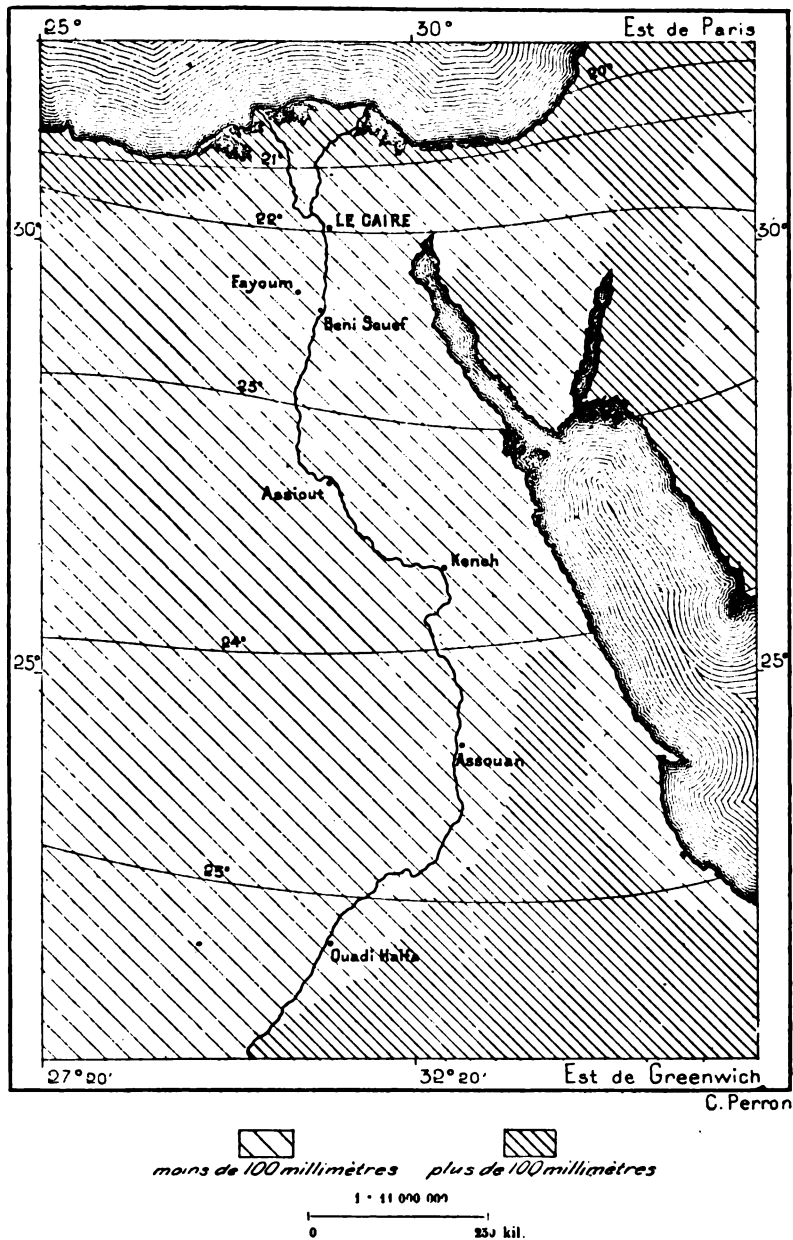 25° 30° Est de Paris
20°
21°
22° LE CAIRE
30° 30°
Fayoum
Beni Souef
23°
Assiout
Keneh
24°
25° 25°
Assouan
25°
Ouadi Halfa
27°20' 32°20' Est de Greenwich
C. Perron
moins de 100 millimètres plus de 100 millimètres
1 : 11 000 000
0 250 kil.